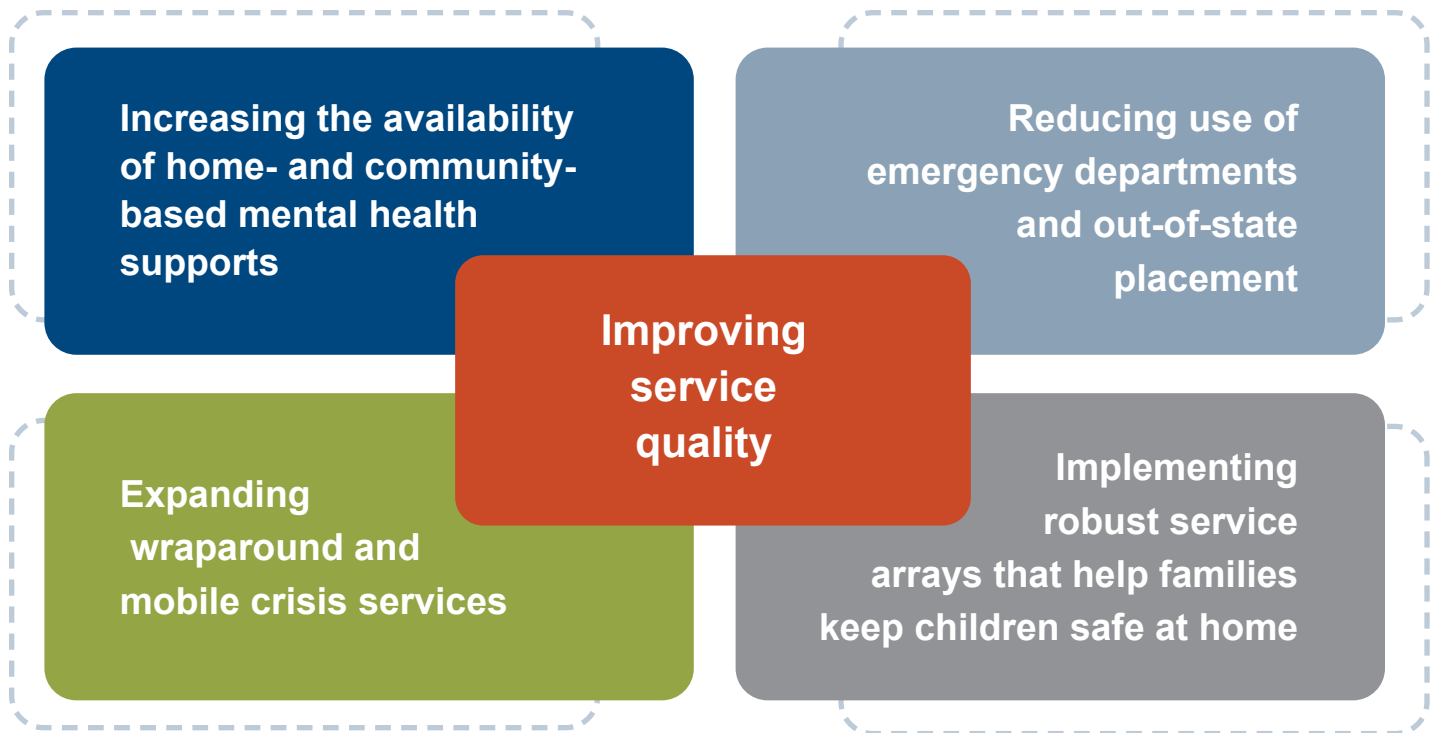 Increasing the availability
of home- and community-
based mental health
supports
Reducing use of
emergency departments
and out-of-state
placement
Improving
service
quality
Expanding
wraparound and
mobile crisis services
Implementing
robust service
arrays that help families
keep children safe at home